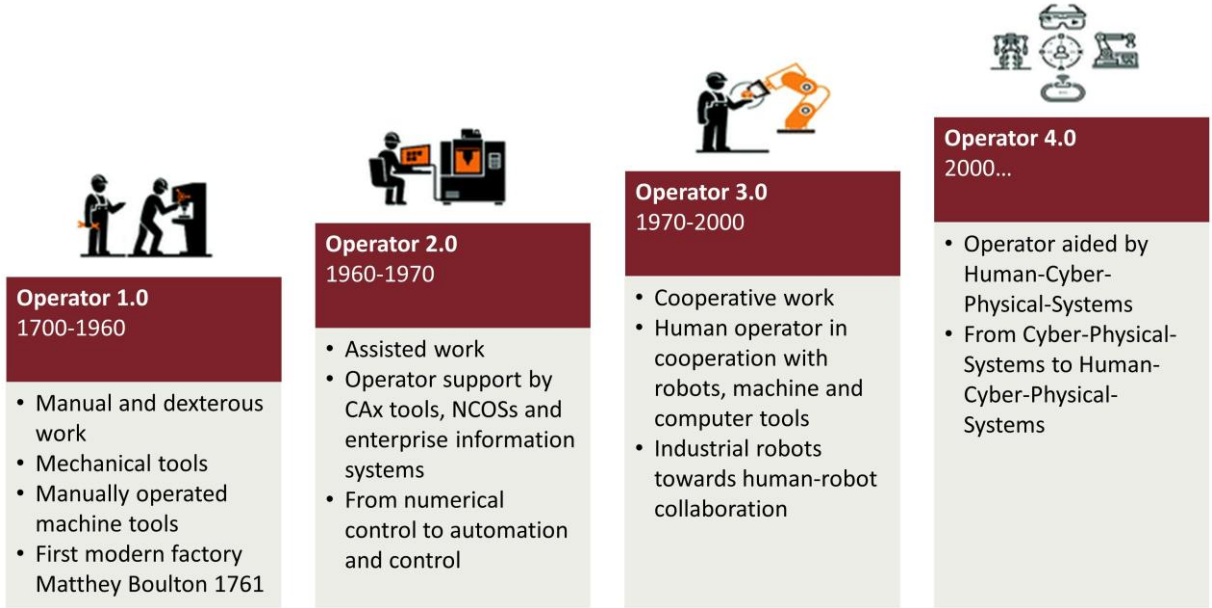 Operator 1.0
1700-1960
• Manual and dexterous
work
• Mechanical tools
• Manually operated
machine tools
• First modern factory
Matthey Boulton 1761
Operator 2.0
1960-1970
• Assisted work
• Operator support by
CAx tools, NCOSs and
enterprise information
systems
• From numerical
control to automation
and control
Operator 3.0
1970-2000
• Cooperative work
• Human operator in
cooperation with
robots, machine and
computer tools
• Industrial robots
towards human-robot
collaboration
Operator 4.0
2000...
• Operator aided by
Human-Cyber-
Physical-Systems
• From Cyber-Physical-
Systems to Human-
Cyber-Physical-
Systems